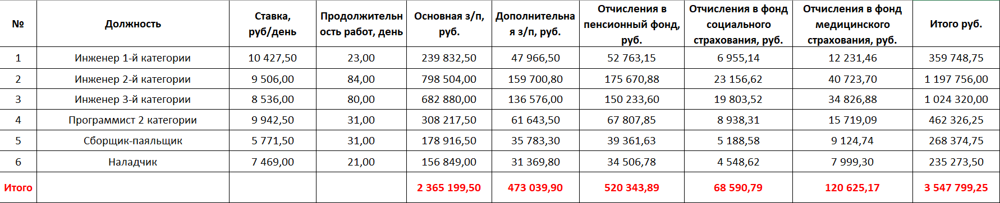 № Должность Ставка, руб/день Продолжительн ость работ, день Основная з/п, руб. Дополнительна я з/п, руб. Отчисления в пенсионный фонд, руб. Отчисления в фонд социального страхования, руб. Отчисления в фонд медицинского страхования, руб. Итого руб.
1 Инженер 1-й категории 10 427,50 23,00 239 832,50 47 966,50 52 763,15 6 955,14 12 231,46 359 748,75
2 Инженер 2-й категории 9 506,00 84,00 798 504,00 159 700,80 175 670,88 23 156,62 40 723,70 1 197 756,00
3 Инженер 3-й категории 8 536,00 80,00 682 880,00 136 576,00 150 233,60 19 803,52 34 826,88 1 024 320,00
4 Программист 2 категории 9 942,50 31,00 308 217,50 61 643,50 67 807,85 8 938,31 15 719,09 462 326,25
5 Сборщик-паяльщик 5 771,50 31,00 178 916,50 35 783,30 39 361,63 5 188,58 9 124,74 268 374,75
6 Наладчик 7 469,00 21,00 156 849,00 31 369,80 34 506,78 4 548,62 7 999,30 235 273,50
Итого 2 365 199,50 473 039,90 520 343,89 68 590,79 120 625,17 3 547 799,25